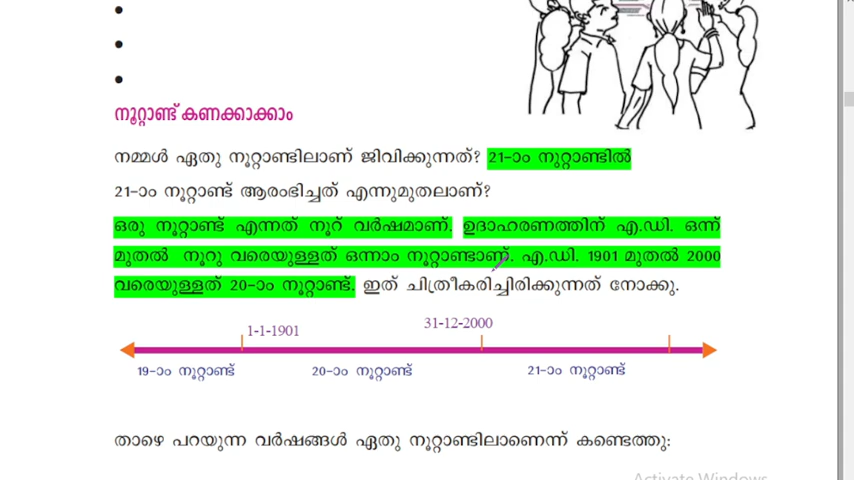 നൂറ്റാണ്ട് കണക്കാക്കാം
നമ്മൾ ഏതു നൂറ്റാണ്ടിലാണ് ജിവിക്കുന്നത്? 21-ാം നുറ്റാണ്ടിൽ
21-ാം നൂറ്റാണ്ട് ആരംഭിച്ചത് എന്നുമുതലാണ്?
ഒരു നൂറ്റാണ്ട് എന്നത് നൂറ് വർഷമാണ്. ഉദാഹരണത്തിന് എ.ഡി. ഒന്ന്
മുതൽ നൂറു വരെയുള്ളത് ഒന്നാം നൂറ്റാണ്ടാണ്. എ.ഡി. 1901 മുതൽ 2000
വരെയുള്ളത് 20-ാം നൂറ്റാണ്ട്. ഇത് ചിത്രീകരിച്ചിരിക്കുന്നത് നോക്കു.
1-1-1901 31-12-2000
19-ാം നൂറ്റാണ്ട് 20-ാം നൂറ്റാണ്ട് 21-ാം നൂറ്റാണ്ട്
താഴെ പറയുന്ന വർഷങ്ങൾ ഏതു നൂറ്റാണ്ടിലാണെന്ന് കണ്ടെത്തു:
Activate Windows